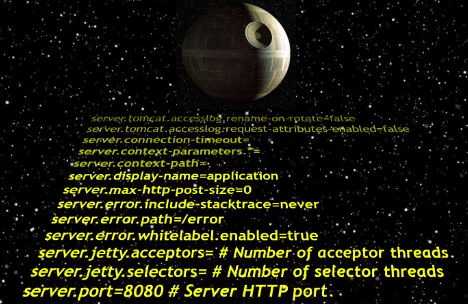 server.tomcat.accesslog.rename-on-rotate=false
server.tomcat.accesslog.request-attributes-enabled=false
server.connection-timeout=
server.context-parameters.*=
server.context-path=
server.display-name=application
server.max-http-post-size=0
server.error.include-stacktrace=never
server.error.path=/error
server.error.whitelabel.enabled=true
server.jetty.acceptors= # Number of acceptor threads.
server.jetty.selectors= # Number of selector threads
server.port=8080 # Server HTTP port.